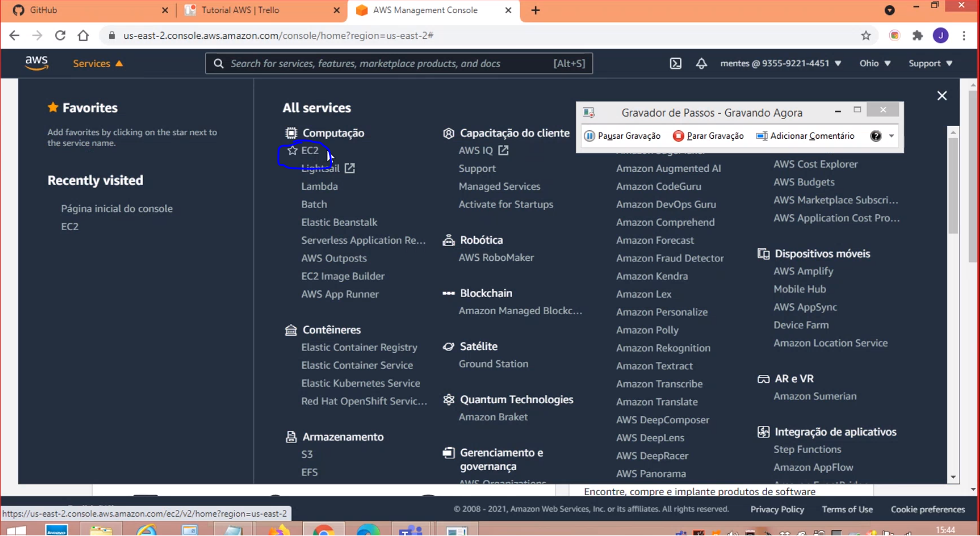 GitHub
Tutorial AWS | Trello
AWS Management Console
us-east-2.console.aws.amazon.com/console/home?region=us-east-2#
J
aws
Services
Search for services, features, marketplace products, and docs
[Alt+S]
mentes @ 9355-9221-4451
Ohio
Support
Favorites
Add favorites by clicking on the star next to
the service name.
Recently visited
Página inicial do console
EC2
All services
Computação
EC2
Lightsail
Lambda
Batch
Elastic Beanstalk
Serverless Application Re...
AWS Outposts
EC2 Image Builder
AWS App Runner
Contêineres
Elastic Container Registry
Elastic Container Service
Elastic Kubernetes Service
Red Hat OpenShift Servic...
Armazenamento
S3
EFS
Capacitação do cliente
AWS IQ
Support
Managed Services
Activate for Startups
Robótica
AWS RoboMaker
Blockchain
Amazon Managed Blockc...
Satélite
Ground Station
Quantum Technologies
Amazon Braket
Gerenciamento e
governança
AWS Organizations
Gravador de Passos - Gravando Agora
Pausar Gravação
Parar Gravação
Adicionar Comentário
Amazon Augmented AI
Amazon CodeGuru
Amazon DevOps Guru
Amazon Comprehend
Amazon Forecast
Amazon Fraud Detector
Amazon Kendra
Amazon Lex
Amazon Personalize
Amazon Polly
Amazon Rekognition
Amazon Textract
Amazon Transcribe
Amazon Translate
AWS DeepComposer
AWS DeepLens
AWS DeepRacer
AWS Panorama
AWS Cost Explorer
AWS Budgets
AWS Marketplace Subscri...
AWS Application Cost Pro...
Dispositivos móveis
AWS Amplify
Mobile Hub
AWS AppSync
Device Farm
Amazon Location Service
AR e VR
Amazon Sumerian
Integração de aplicativos
Step Functions
Amazon AppFlow
Encontre, compre e implante produtos de software
https://us-east-2.console.aws.amazon.com/ec2/v2/home?region=us-east-2
© 2008 - 2021, Amazon Web Services, Inc. or its affiliates. All rights reserved.
Privacy Policy
Terms of Use
Cookie preferences
15:44